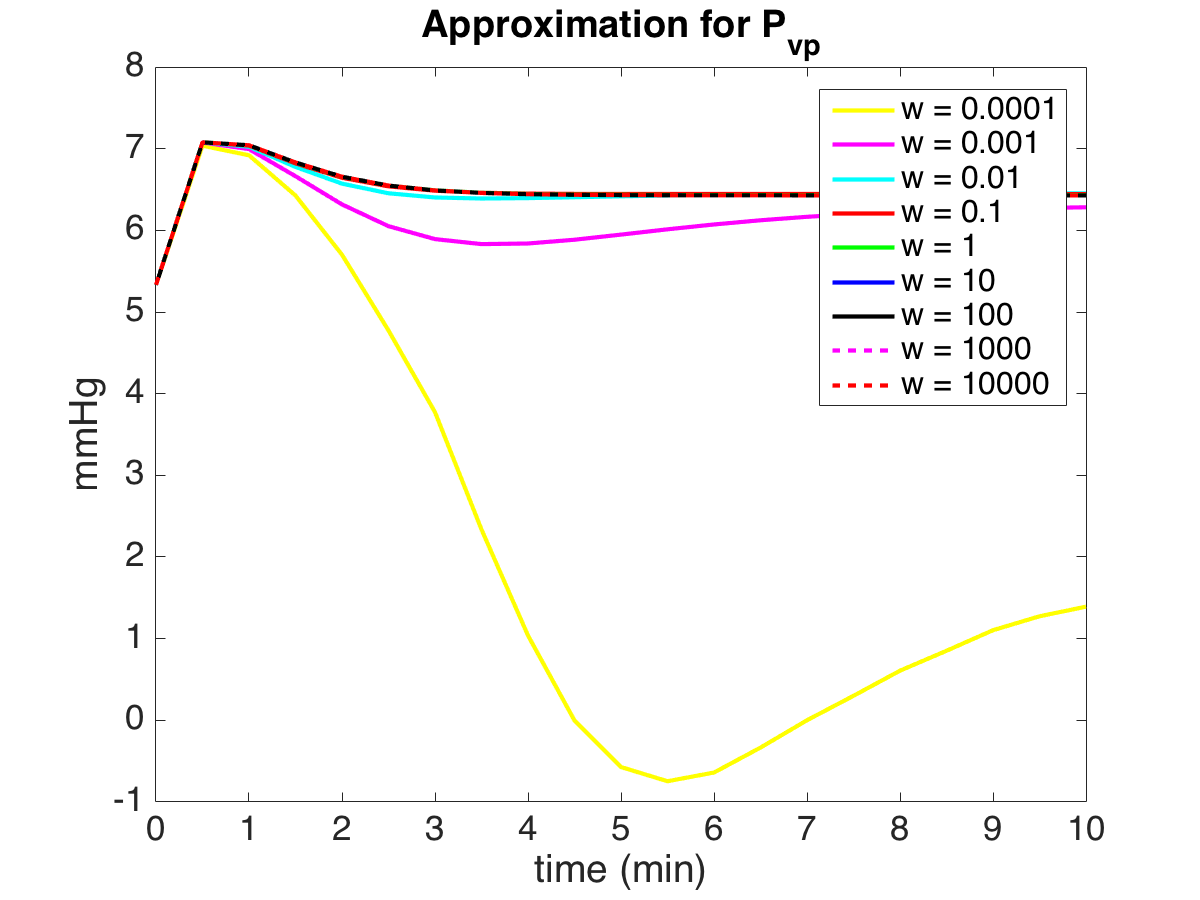 Approximation for P_vp
8
7
6
5
4
3
2
1
0
-1
mmHg
w = 0.0001
w = 0.001
w = 0.01
w = 0.1
w = 1
w = 10
w = 100
w = 1000
w = 10000
0 1 2 3 4 5 6 7 8 9 10
time (min)